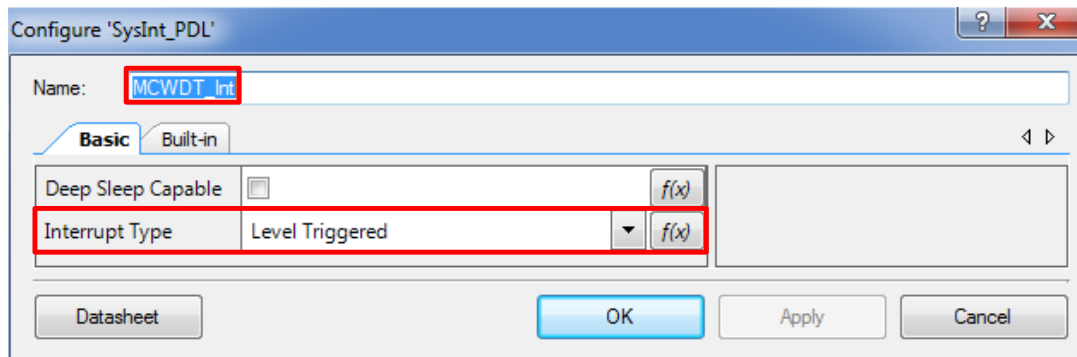 Configure 'SysInt_PDL'
?
x
Name: MCWDT_Int
Basic Built-in
Deep Sleep Capable f(x)
Interrupt Type Level Triggered f(x)
Datasheet OK Apply Cancel